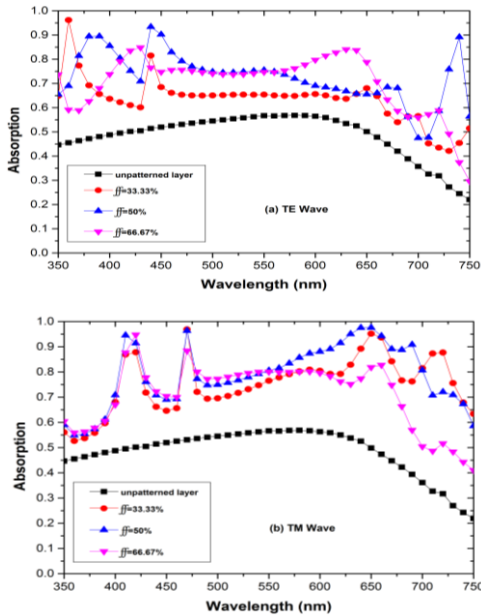 1.0
0.9
0.8
0.7
0.6
0.5
0.4
0.3
0.2
0.1
0.0
Absorption
unpatterned layer
ff=33.33%
ff=50%
ff=66.67%
(a) TE Wave
350 400 450 500 550 600 650 700 750
Wavelength (nm)
1.0
0.9
0.8
0.7
0.6
0.5
0.4
0.3
0.2
0.1
0.0
Absorption
unpatterned layer
ff=33.33%
ff=50%
ff=66.67%
(b) TM Wave
350 400 450 500 550 600 650 700 750
Wavelength (nm)